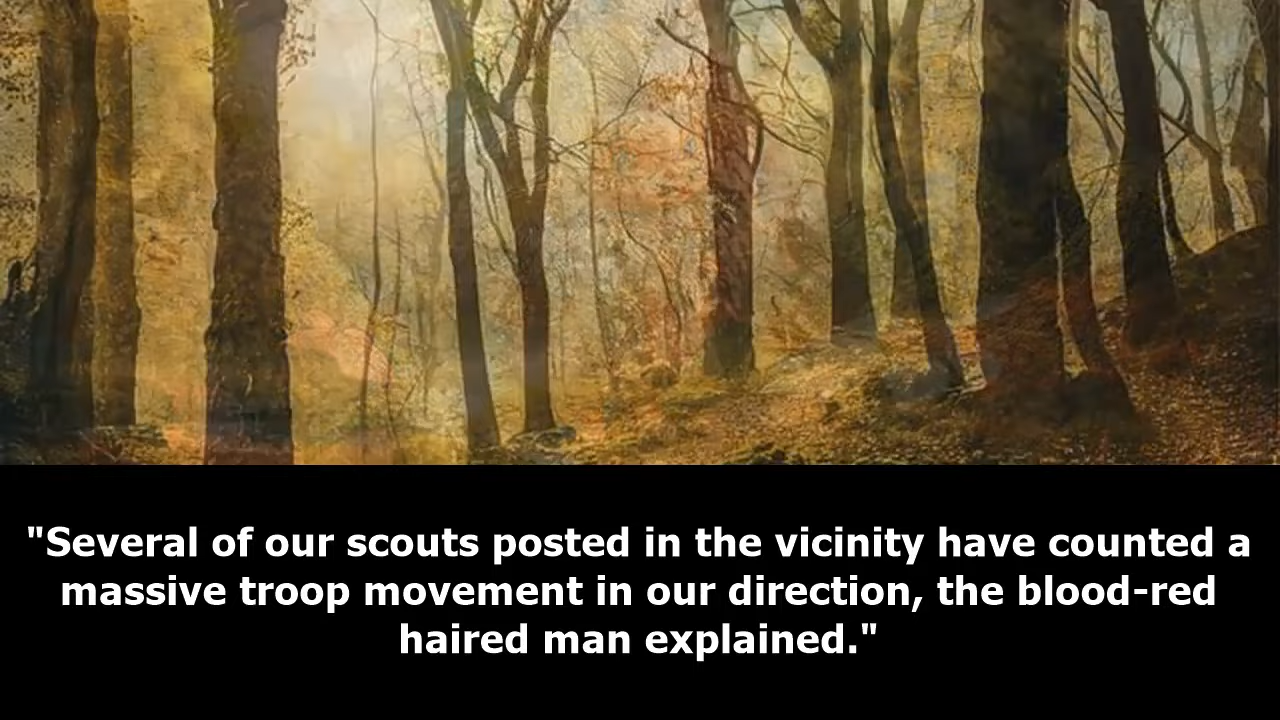 "Several of our scouts posted in the vicinity have counted a
massive troop movement in our direction, the blood-red
haired man explained."